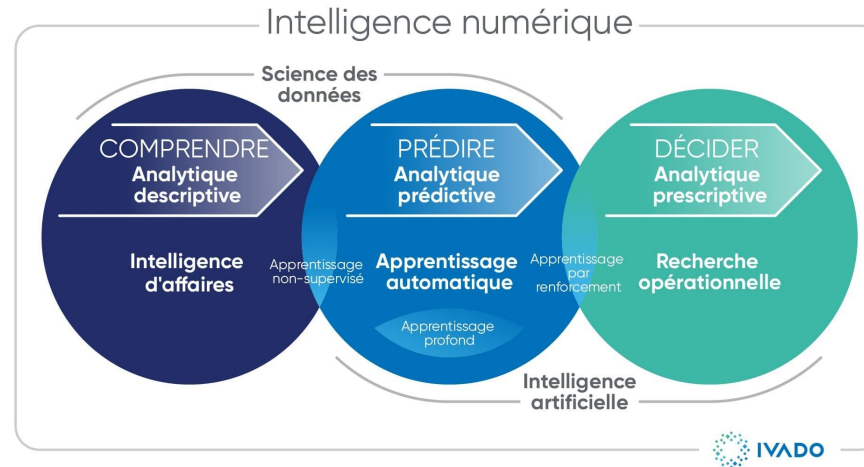 Intelligence numérique
Science des
données
COMPRENDRE
Analytique
descriptive
Intelligence
d'affaires
Apprentissage
non-supervisé
PRÉDIRE
Analytique
prédictive
Apprentissage
automatique
Apprentissage
profond
Apprentissage
par
renforcement
DÉCIDER
Analytique
prescriptive
Recherche
opérationnelle
Intelligence
artificielle
IVADO